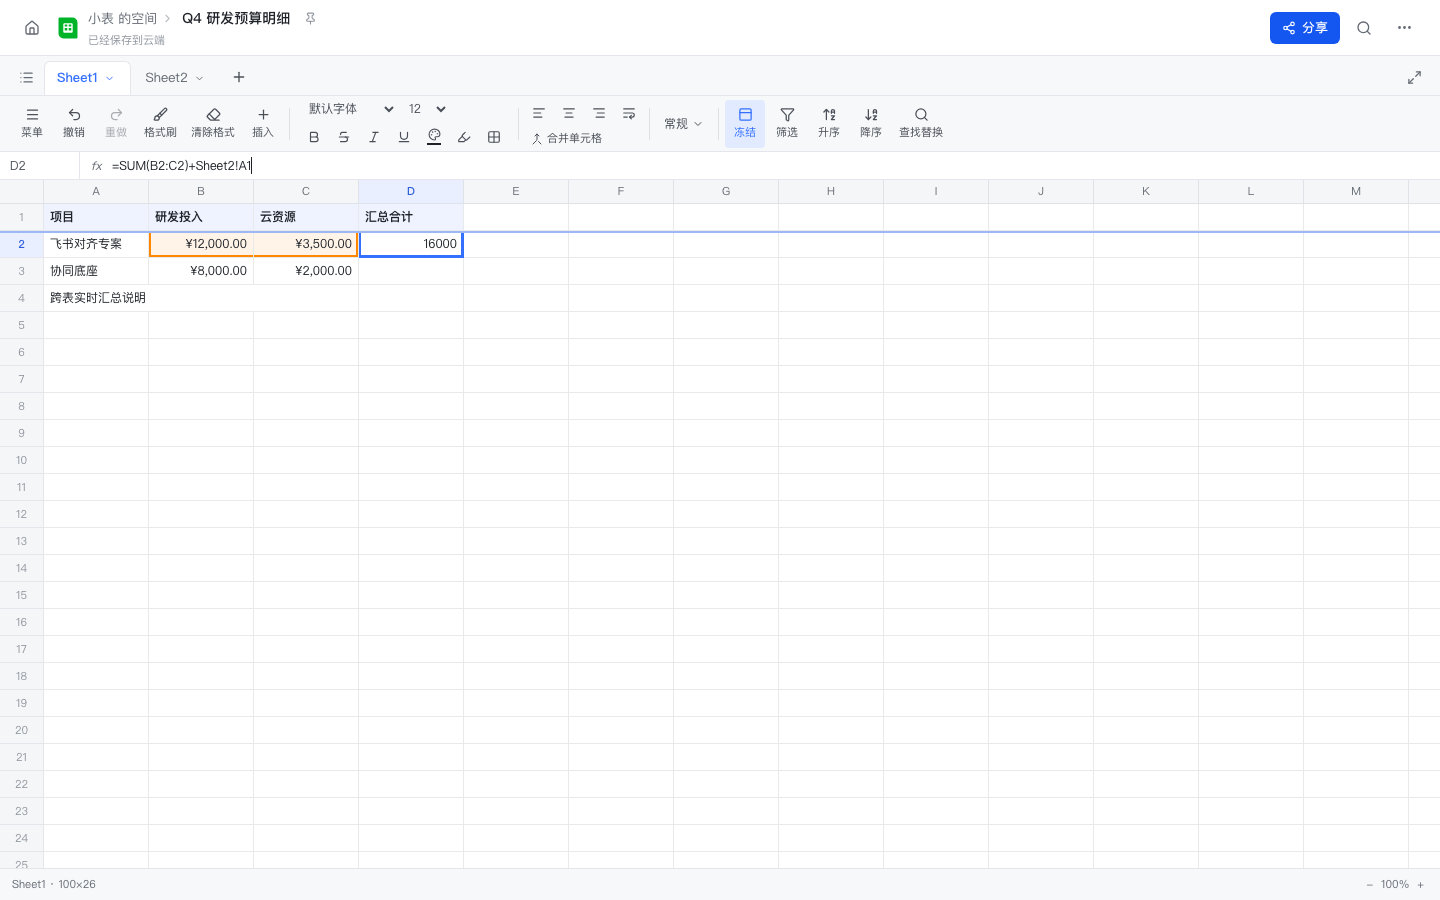 小表 的空间 > Q4 研发预算明细
已经保存到云端
分享
Sheet1
Sheet2
菜单
撤销
重做
格式刷
清除格式
插入
默认字体
12
B S I U
合并单元格
常规
冻结
筛选
升序
降序
查找替换
D2
fx =SUM(B2:C2)+Sheet2!A1
A B C D E F G H I J K L M
1 项目 研发投入 云资源 汇总合计
2 飞书对齐专案 ¥12,000.00 ¥3,500.00 16000
3 协同底座 ¥8,000.00 ¥2,000.00
4 跨表实时汇总说明
5
6
7
8
9
10
11
12
13
14
15
16
17
18
19
20
21
22
23
24
25
Sheet1 · 100×26
− 100% +